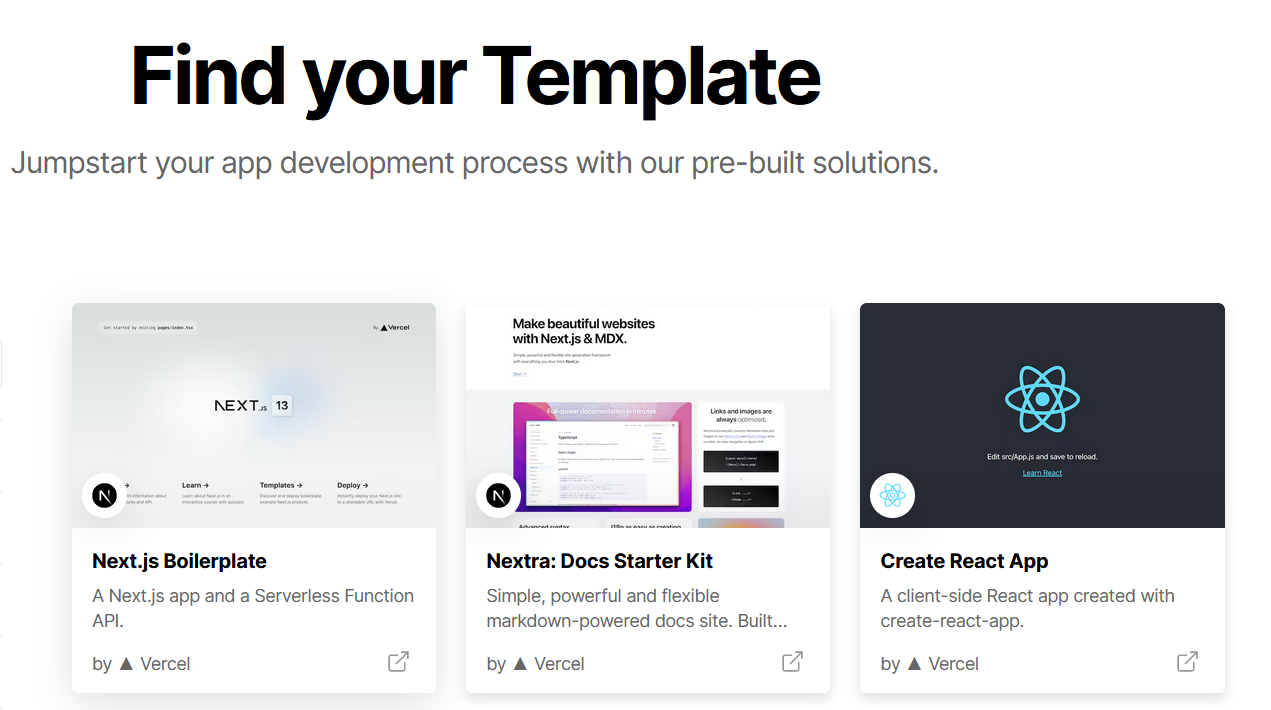 Find your Template
Jumpstart your app development process with our pre-built solutions.
Get started by editing pages/index.tsx
By Vercel
NEXT.JS 13
Learn →
Learn about Next.js in an
interactive course with quizzes!
Templates →
Discover and deploy boilerplate
example Next.js projects.
Deploy →
Instantly deploy your Next.js site
to a shareable URL with Vercel.
Next.js Boilerplate
A Next.js app and a Serverless Function
API.
by ▲ Vercel
Make beautiful websites
with Next.js & MDX.
Simple, powerful and flexible site generation framework
with everything you love from Next.js
Start →
Full-power documentation in minutes.
TypeScript
Links and images are
always optimized.
Advanced syntax
I18n as easy as creating
Nextra: Docs Starter Kit
Simple, powerful and flexible
markdown-powered docs site. Built...
by ▲ Vercel
Edit src/App.js and save to reload.
Learn React
Create React App
A client-side React app created with
create-react-app.
by ▲ Vercel